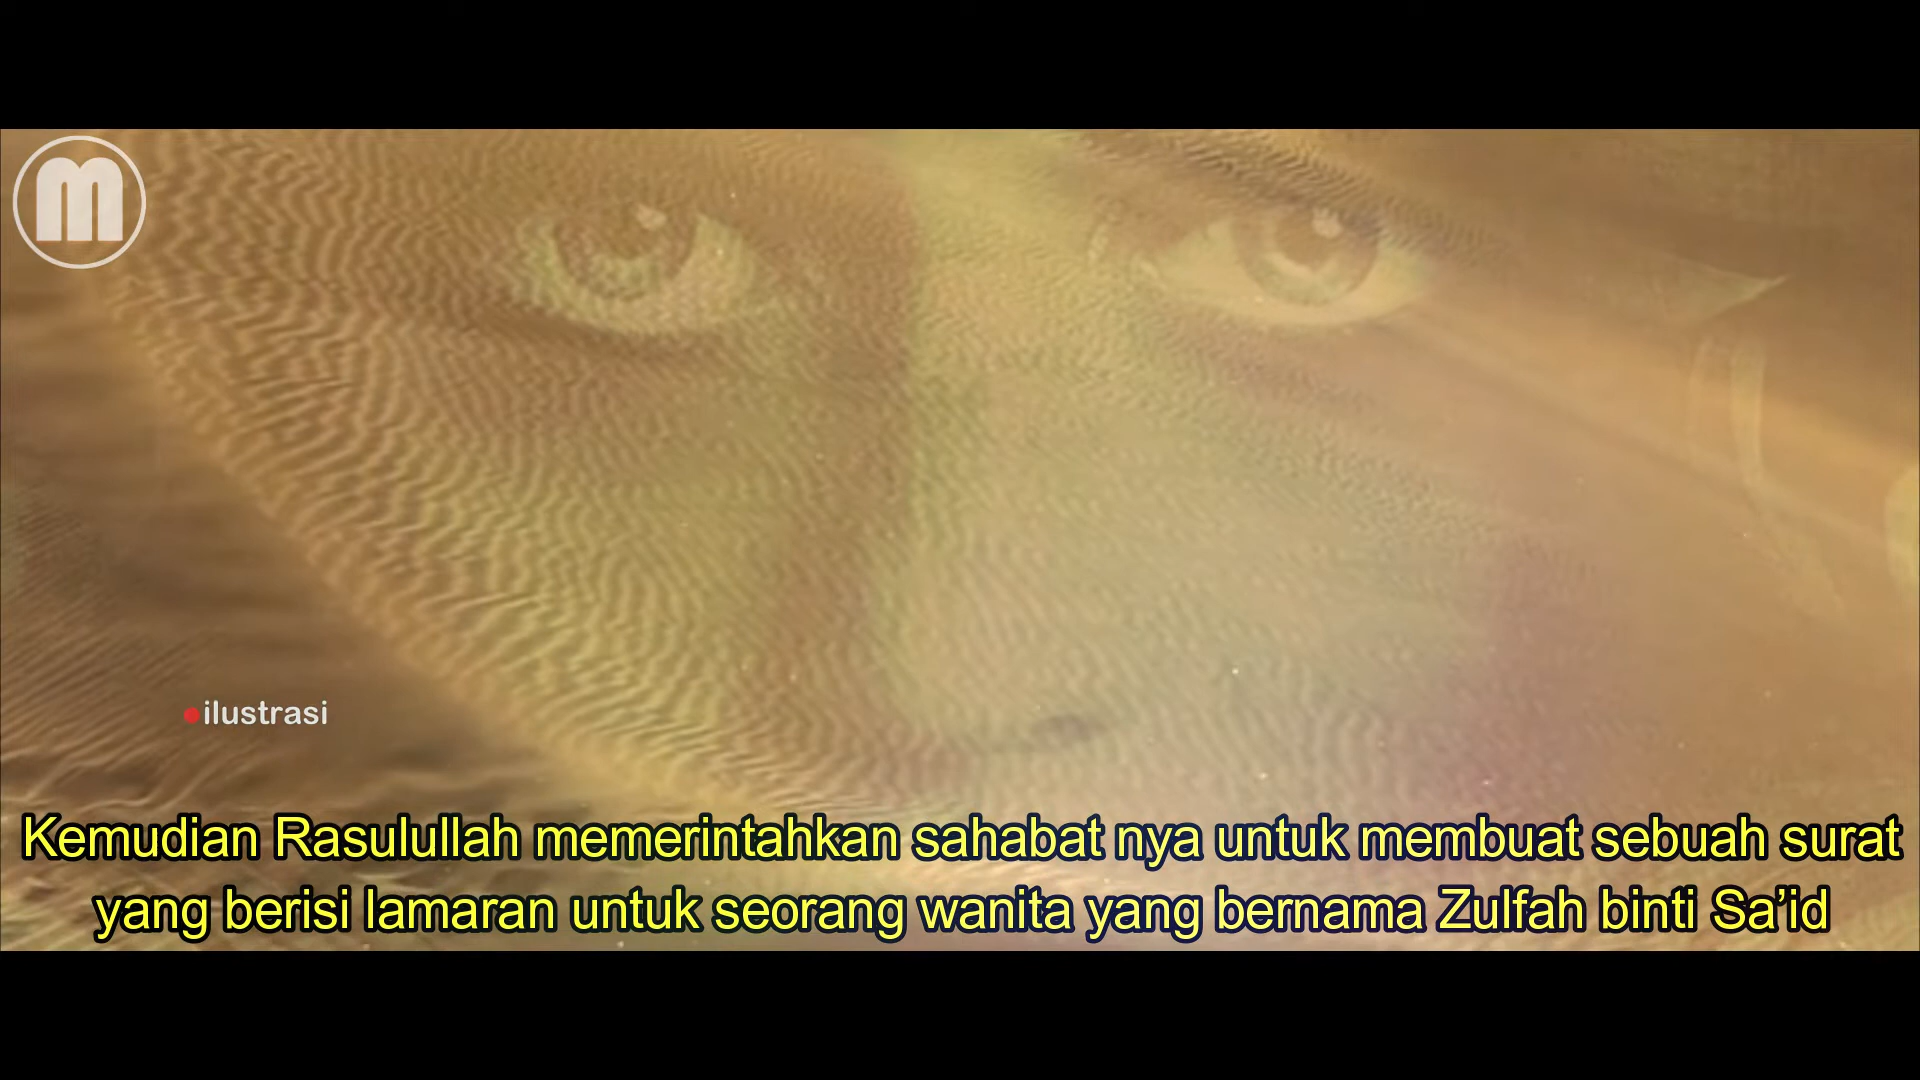 m
ilustrasi
Kemudian Rasulullah memerintahkan sahabat nya untuk membuat sebuah surat
yang berisi lamaran untuk seorang wanita yang bernama Zulfah binti Sa’id